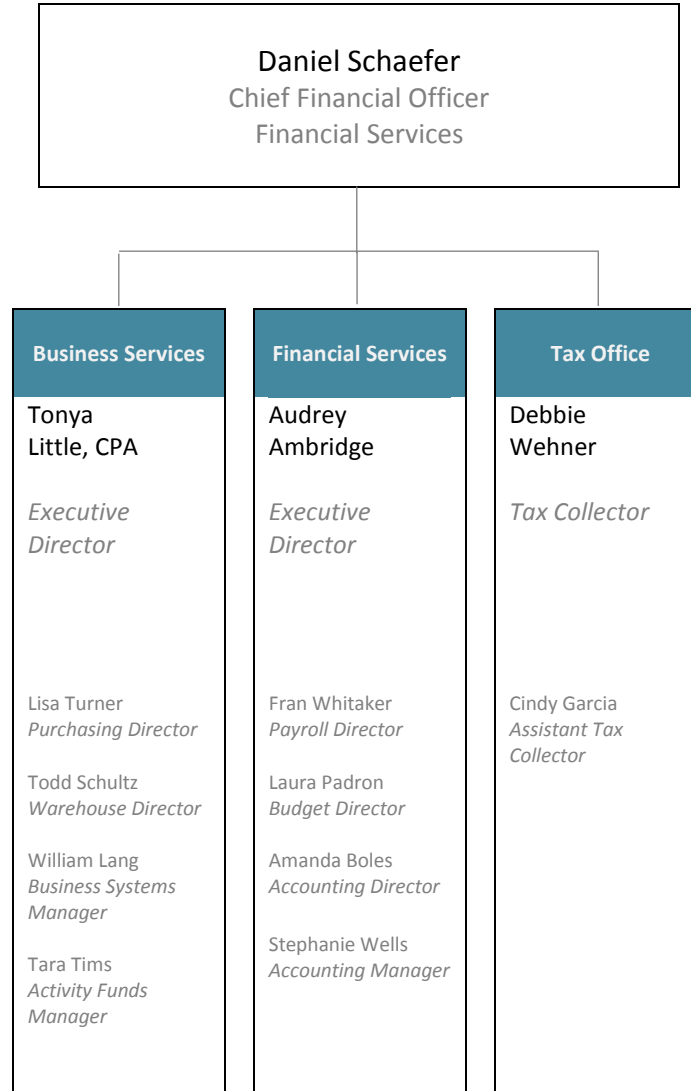 Daniel Schaefer
Chief Financial Officer
Financial Services
Business Services
Tonya
Little, CPA
Executive
Director
Lisa Turner
Purchasing Director
Todd Schultz
Warehouse Director
William Lang
Business Systems
Manager
Tara Tims
Activity Funds
Manager
Financial Services
Audrey
Ambridge
Executive
Director
Fran Whitaker
Payroll Director
Laura Padron
Budget Director
Amanda Boles
Accounting Director
Stephanie Wells
Accounting Manager
Tax Office
Debbie
Wehner
Tax Collector
Cindy Garcia
Assistant Tax
Collector